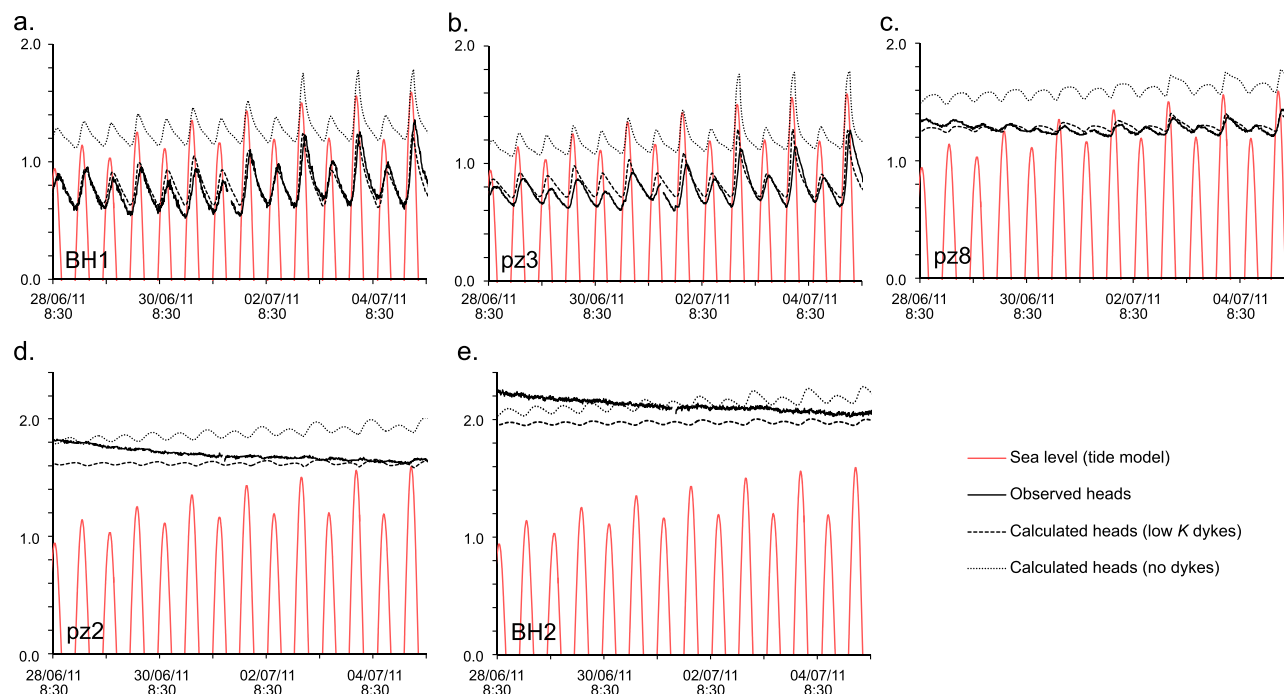 a.
2.0
1.0
0.0
BH1
28/06/11 30/06/11 02/07/11 04/07/11
8:30 8:30 8:30 8:30
b.
2.0
1.0
0.0
pz3
28/06/11 30/06/11 02/07/11 04/07/11
8:30 8:30 8:30 8:30
c.
2.0
1.0
0.0
pz8
28/06/11 30/06/11 02/07/11 04/07/11
8:30 8:30 8:30 8:30
d.
2.0
1.0
0.0
pz2
28/06/11 30/06/11 02/07/11 04/07/11
8:30 8:30 8:30 8:30
e.
2.0
1.0
0.0
BH2
28/06/11 30/06/11 02/07/11 04/07/11
8:30 8:30 8:30 8:30
Sea level (tide model)
Observed heads
Calculated heads (low K dykes)
Calculated heads (no dykes)